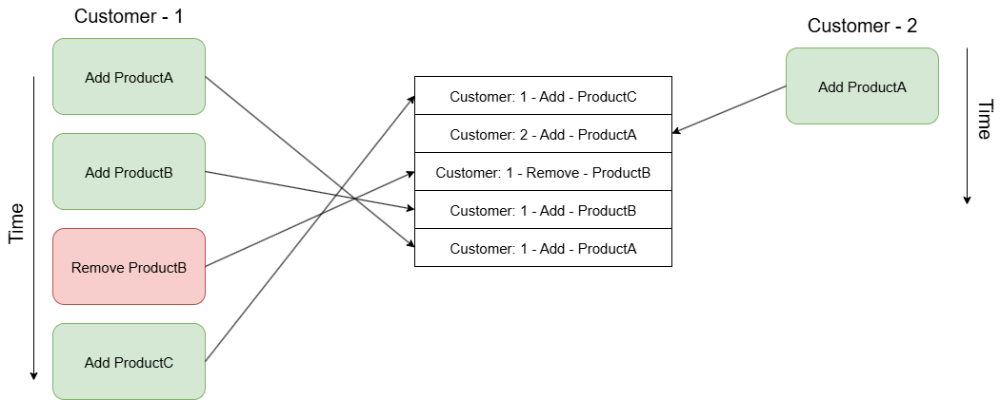 Customer - 1
Add ProductA
Add ProductB
Remove ProductB
Add ProductC
Time
Customer: 1 - Add - ProductC
Customer: 2 - Add - ProductA
Customer: 1 - Remove - ProductB
Customer: 1 - Add - ProductB
Customer: 1 - Add - ProductA
Customer - 2
Add ProductA
Time